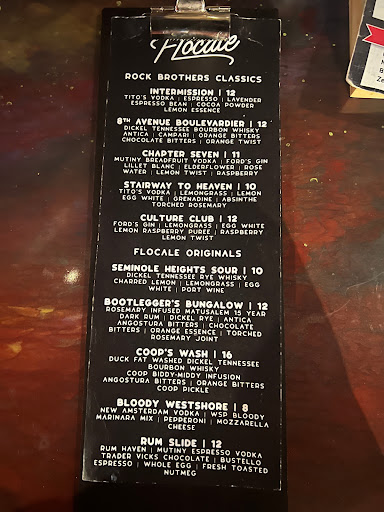 Flocale
ROCK BROTHERS CLASSICS
INTERMISSION | 12
TITO'S VODKA | ESPRESSO | LAVENDER
ESPRESSO BEAN | COCOA POWDER
LEMON ESSENCE
8TH AVENUE BOULEVARDIER | 12
DICKEL TENNESSEE BOURBON WHISKY
ANTICA | CAMPARI | ORANGE BITTERS
CHOCOLATE BITTERS | ORANGE TWIST
CHAPTER SEVEN | 11
MUTINY BREADFRUIT VODKA | FORD'S GIN
LILLET BLANC | ELDERFLOWER | ROSE
WATER | LEMON TWIST | RASPBERRY
STAIRWAY TO HEAVEN | 10
TITO'S VODKA | LEMONGRASS | LEMON
EGG WHITE | GRENADINE | ABSINTHE
TORCHED ROSEMARY
CULTURE CLUB | 12
FORD'S GIN | LEMONGRASS | EGG WHITE
LEMON RASPBERRY PUREE | RASPBERRY
LEMON TWIST
FLOCALE ORIGINALS
SEMINOLE HEIGHTS SOUR | 10
DICKEL TENNESSEE RYE WHISKY
CHARRED LEMON | LEMONGRASS | EGG
WHITE | PORT WINE
BOOTLEGGER'S BUNGALOW | 12
ROSEMARY INFUSED MATUSALEM 15 YEAR
DARK RUM | DICKEL RYE | ANTICA
ANGOSTURA BITTERS | CHOCOLATE
BITTERS | ORANGE ESSENCE | TORCHED
ROSEMARY JOINT
COOP'S WASH | 16
DUCK FAT WASHED DICKEL TENNESSEE
BOURBON WHISKY
COOP BIDDY-MIDDY INFUSION
ANGOSTURA BITTERS | ORANGE BITTERS
COOP PICKLE
BLOODY WESTSHORE | 8
NEW AMSTERDAM VODKA | WSP BLOODY
MARINARA MIX | PEPPERONI | MOZZARELLA
CHEESE
RUM SLIDE | 12
RUM HAVEN | MUTINY ESPRESSO VODKA
TRADER VICKS CHOCOLATE | BUSTELLO
ESPRESSO | WHOLE EGG | FRESH TOASTED
NUTMEG